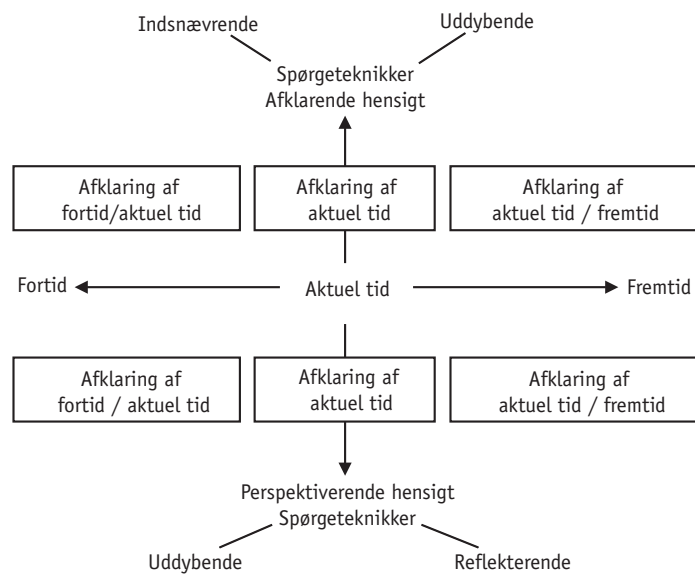 Indsnævrende
Uddybende
Spørgeteknikker
Afklarende hensigt
Afklaring af
fortid/aktuel tid
Afklaring af
aktuel tid
Afklaring af
aktuel tid / fremtid
Fortid
Aktuel tid
Fremtid
Afklaring af
fortid / aktuel tid
Afklaring af
aktuel tid
Afklaring af
aktuel tid / fremtid
Perspektiverende hensigt
Spørgeteknikker
Uddybende
Reflekterende